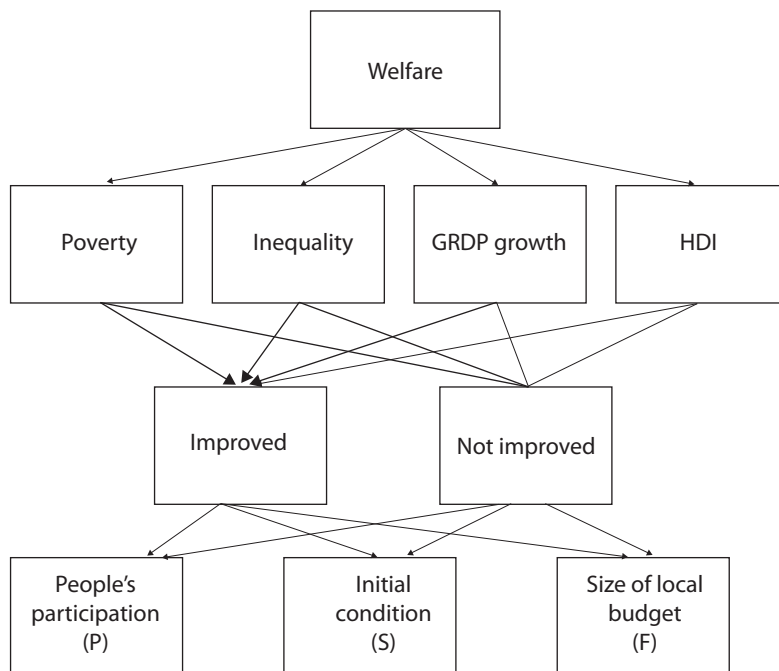 Welfare
Poverty
Inequality
GRDP growth
HDI
Improved
Not improved
People’s
participation
(P)
Initial
condition
(S)
Size of local
budget
(F)